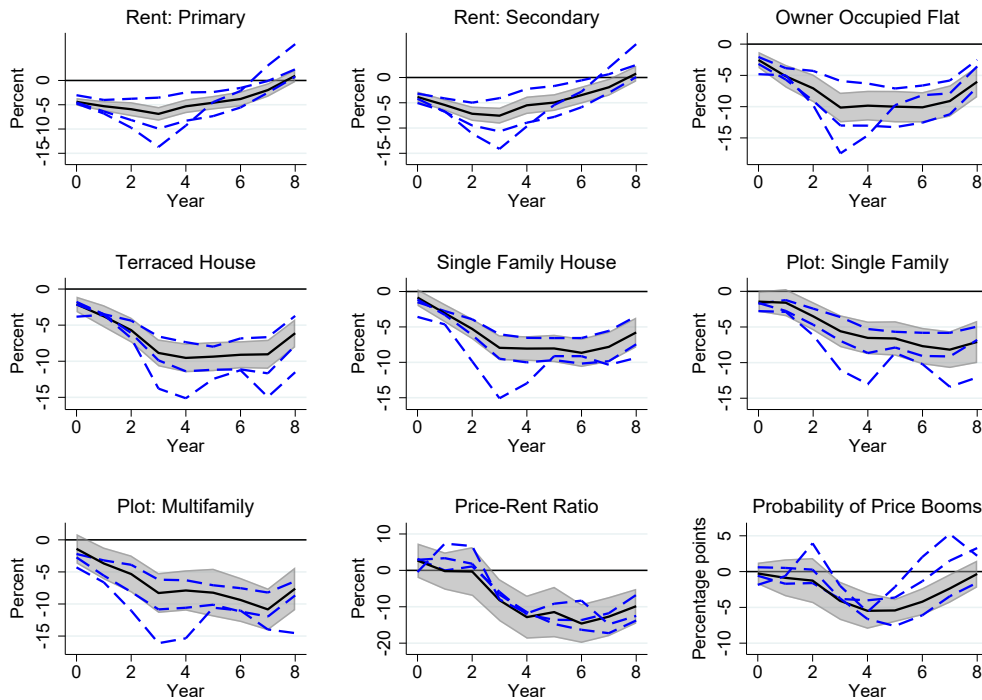 Rent: Primary
Percent
0
-5
-10
-15
0 2 4 6 8
Year
Rent: Secondary
Percent
0
-5
-10
-15
0 2 4 6 8
Year
Owner Occupied Flat
Percent
0
-5
-10
-15
0 2 4 6 8
Year
Terraced House
Percent
0
-5
-10
-15
0 2 4 6 8
Year
Single Family House
Percent
0
-5
-10
-15
0 2 4 6 8
Year
Plot: Single Family
Percent
0
-5
-10
-15
0 2 4 6 8
Year
Plot: Multifamily
Percent
0
-5
-10
-15
0 2 4 6 8
Year
Price-Rent Ratio
Percent
10
0
-10
-20
0 2 4 6 8
Year
Probability of Price Booms
Percentage points
5
0
-5
-10
0 2 4 6 8
Year